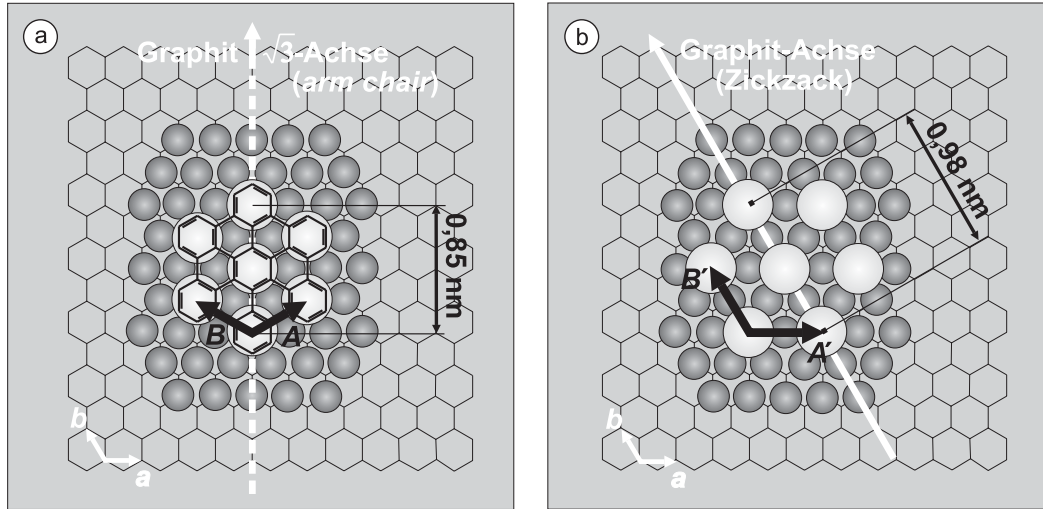 a
Graphit √3-Achse
(arm chair)
0,85 nm
B A
b
a
b
Graphit-Achse
(Zickzack)
0,98 nm
B′
A′
b
a